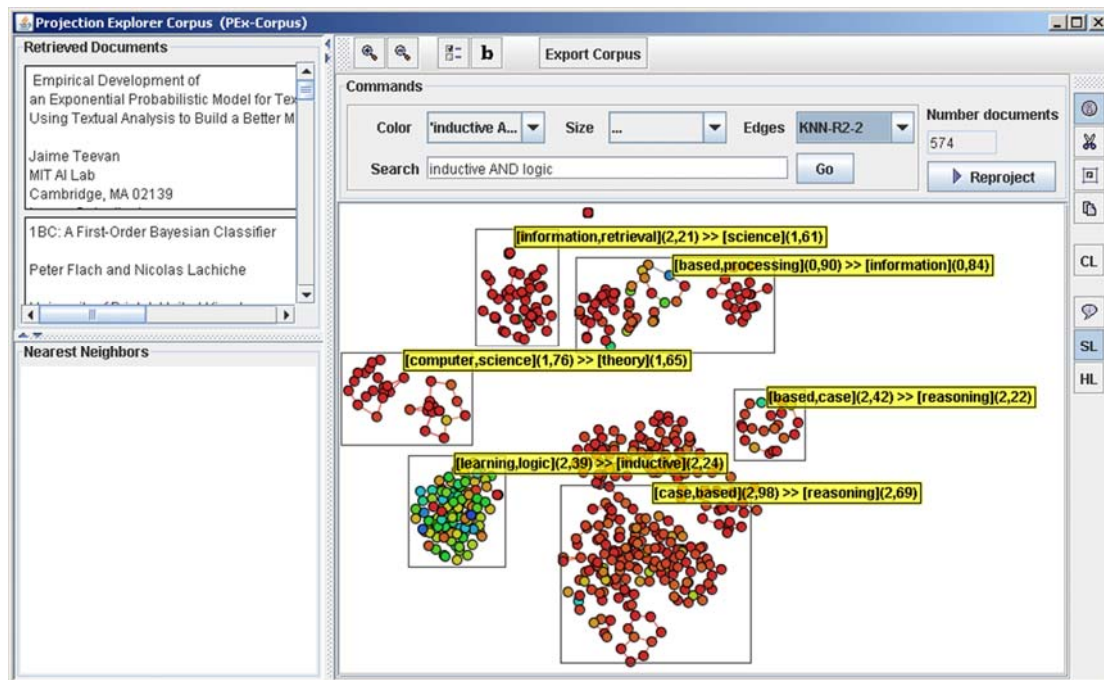 Projection Explorer Corpus (PEx-Corpus)
Retrieved Documents
Empirical Development of
an Exponential Probabilistic Model for Tex
Using Textual Analysis to Build a Better M
Jaime Teevan
MIT AI Lab
Cambridge, MA 02139
1BC: A First-Order Bayesian Classifier
Peter Flach and Nicolas Lachiche
Nearest Neighbors
b
Export Corpus
Commands
Color
'inductive A...
Size
...
Edges
KNN-R2-2
Number documents
574
Search
inductive AND logic
Go
Reproject
[information,retrieval](2,21) >> [science](1,61)
[based,processing](0,90) >> [information](0,84)
[computer,science](1,76) >> [theory](1,65)
[based,case](2,42) >> [reasoning](2,22)
[learning,logic](2,39) >> [inductive](2,24)
[case,based](2,98) >> [reasoning](2,69)
CL
SL
HL